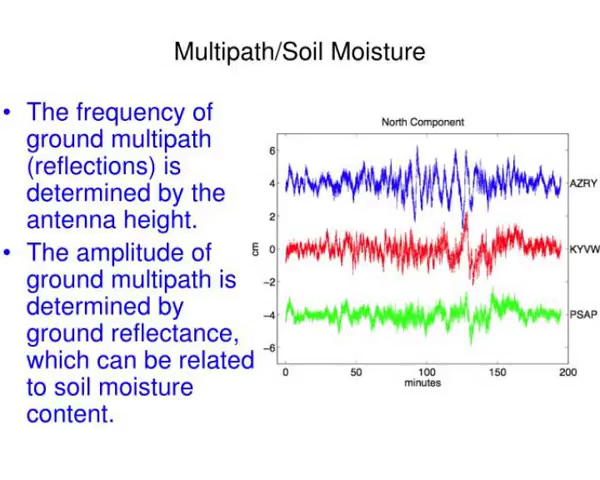 Multipath/Soil Moisture
• The frequency of
ground multipath
(reflections) is
determined by the
antenna height.
• The amplitude of
ground multipath is
determined by
ground reflectance,
which can be related
to soil moisture
content.
North Component
6
4
2
0
−2
−4
−6
cm
AZRY
KYVW
PSAP
0
50
100
150
200
minutes